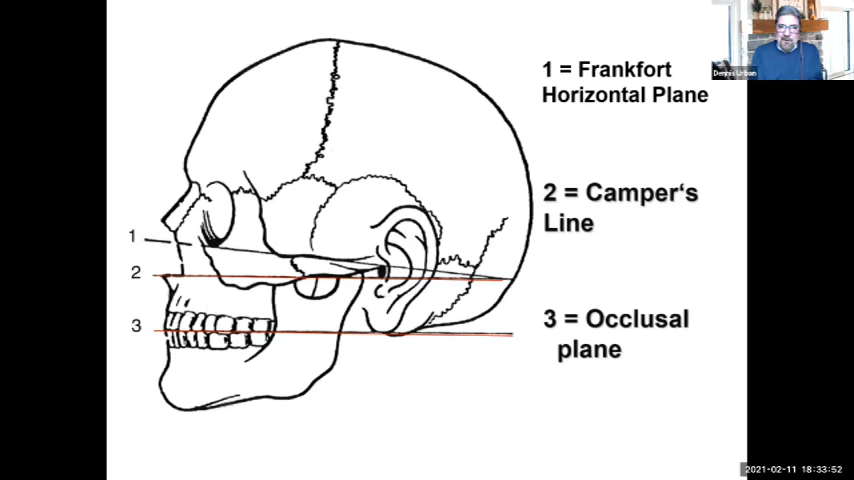 Dennis Urban
1 = Frankfort
Horizontal Plane
2 = Camper‘s
Line
1
2
3
3 = Occlusal
plane
2021-02-11 18:33:52